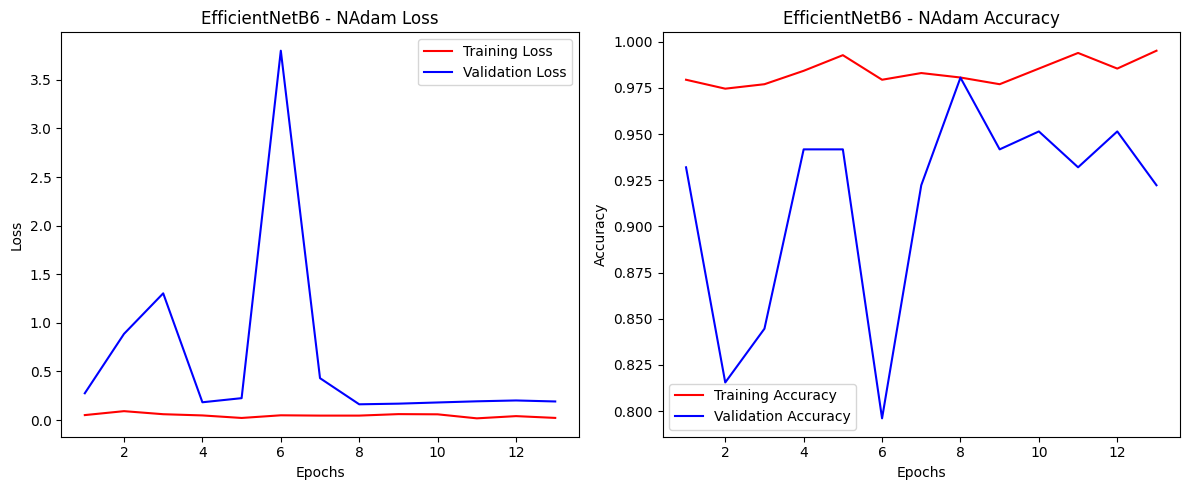 EfficientNetB6 - NAdam Loss
Training Loss
Validation Loss
3.5
3.0
2.5
2.0
1.5
1.0
0.5
0.0
Loss
2 4 6 8 10 12
Epochs
EfficientNetB6 - NAdam Accuracy
1.000
0.975
0.950
0.925
0.900
0.875
0.850
0.825
0.800
Accuracy
Training Accuracy
Validation Accuracy
2 4 6 8 10 12
Epochs